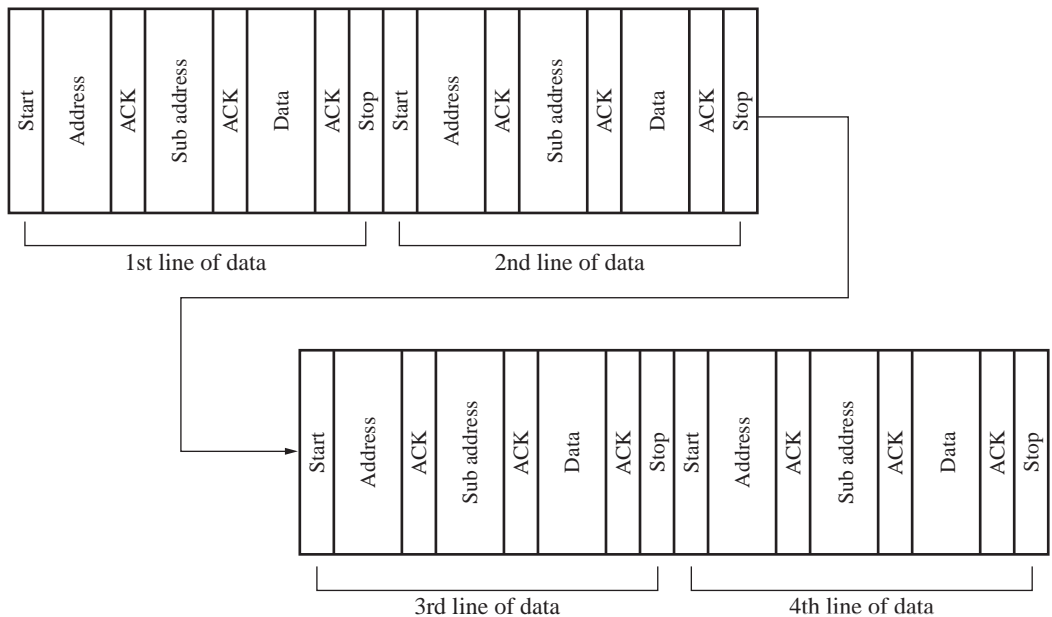 Start Address ACK Sub address ACK Data ACK Stop Start Address ACK Sub address ACK Data ACK Stop
1st line of data 2nd line of data
Start Address ACK Sub address ACK Data ACK Stop Start Address ACK Sub address ACK Data ACK Stop
3rd line of data 4th line of data